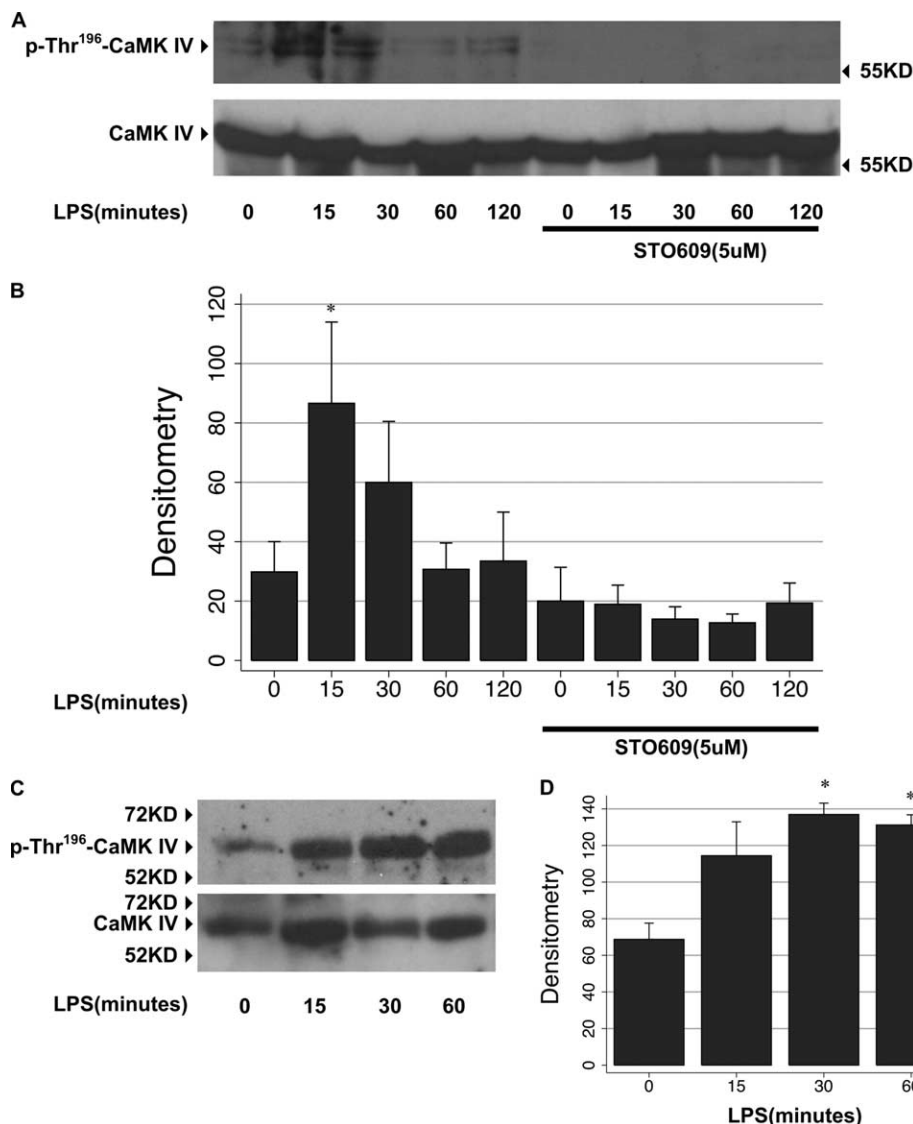 A
p-Thr196-CaMK IV
55KD
CaMK IV
55KD
LPS(minutes) 0 15 30 60 120 0 15 30 60 120
STO609(5uM)
B
Densitometry
120
100
80
60
40
20
0
*
LPS(minutes) 0 15 30 60 120 0 15 30 60 120
STO609(5uM)
C
72KD
p-Thr196-CaMK IV
52KD
72KD
CaMK IV
52KD
LPS(minutes) 0 15 30 60
D
Densitometry
140
120
100
80
60
40
20
0
* *
0 15 30 60
LPS(minutes)